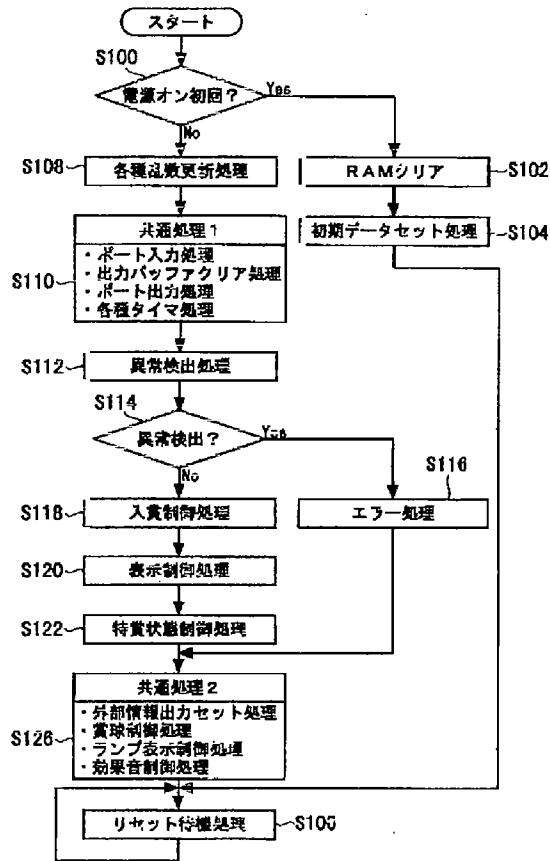 スタート
S100
電源オン初回？
Yes
No
S108
各種乱数更新処理
RAMクリア
S102
初期データセット処理
S104
共通処理1
・ポート入力処理
・出力バッファクリア処理
・ポート出力処理
・各種タイマ処理
S110
S112
異常検出処理
S114
異常検出？
Yes
No
S116
エラー処理
S118
入賞制御処理
S120
表示制御処理
S122
特賞状態制御処理
共通処理2
・外部情報出力セット処理
・賞球制御処理
・ランプ表示制御処理
・効果音制御処理
S126
リセット待機処理
S106